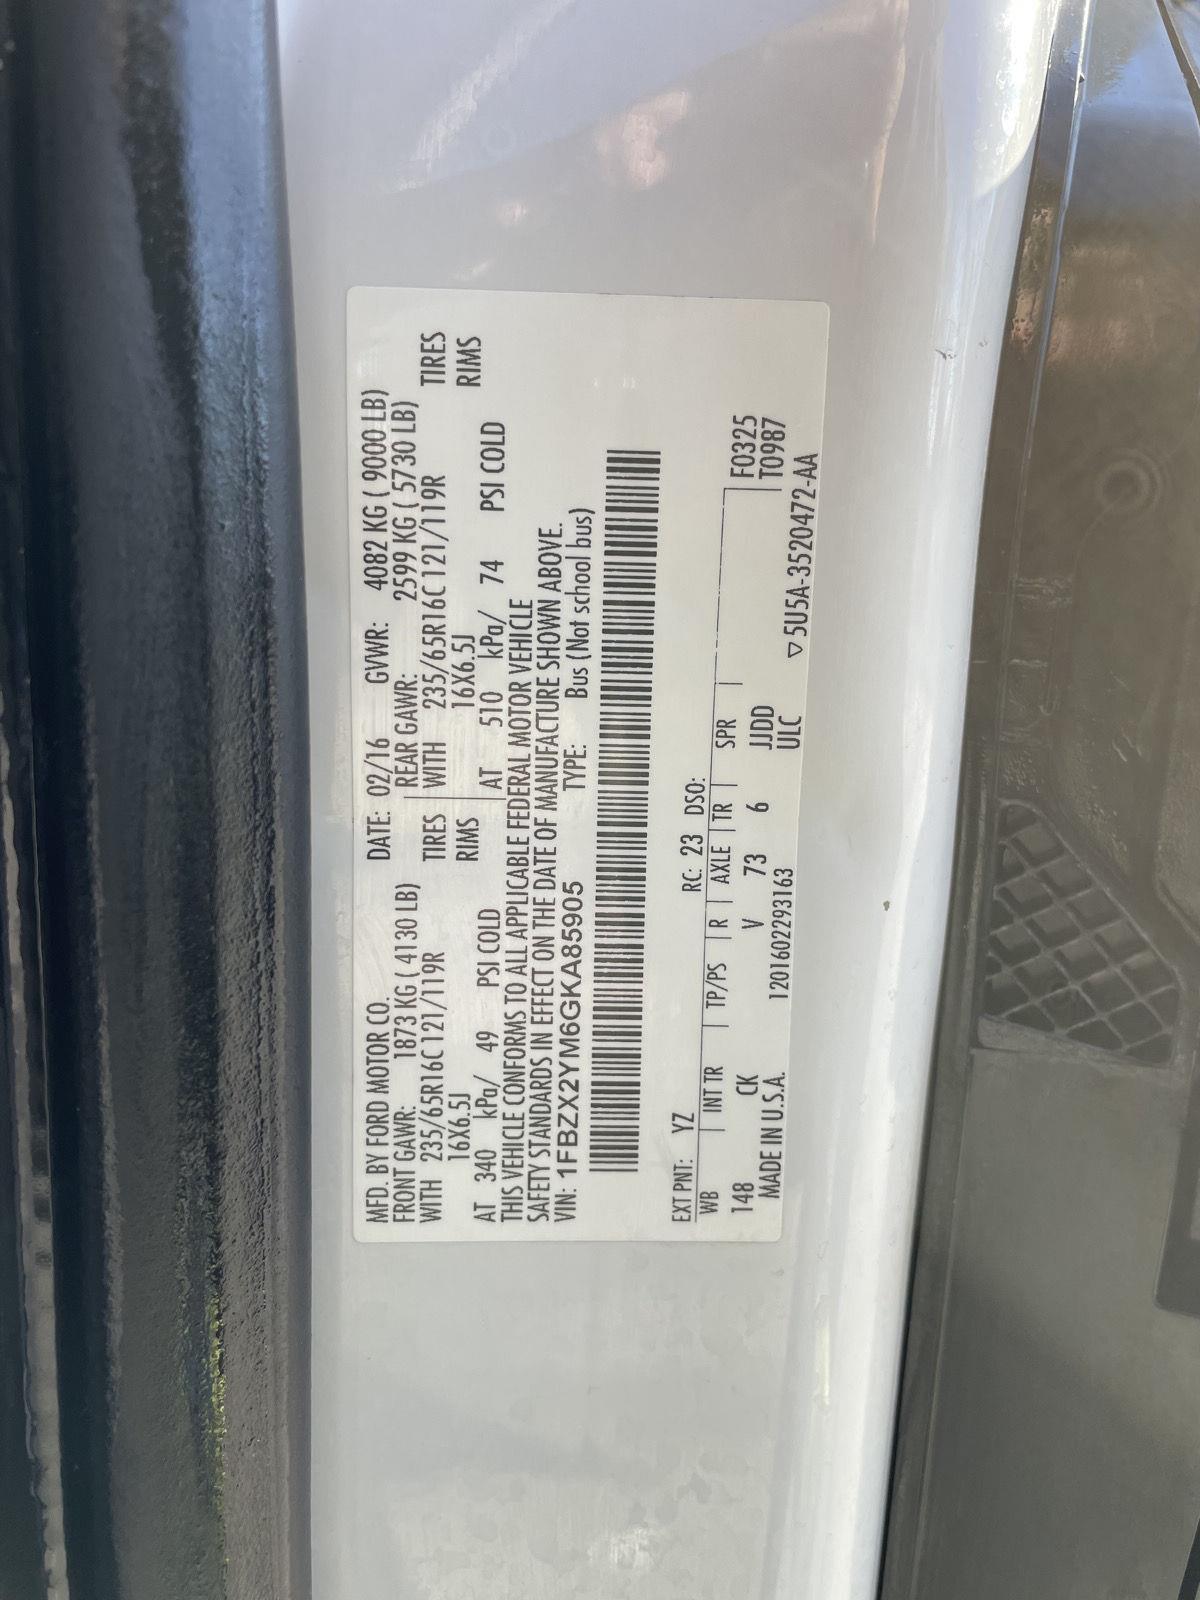 MFD. BY FORD MOTOR CO. DATE: 02/16 GVWR: 4082 KG ( 9000 LB)
FRONT GAWR: 1873 KG ( 4130 LB) REAR GAWR: 2599 KG ( 5730 LB)
WITH 235/65R16C 121/119R TIRES WITH 235/65R16C 121/119R TIRES
16X6.5J RIMS 16X6.5J RIMS
AT 340 kPa/ 49 PSI COLD AT 510 kPa/ 74 PSI COLD
THIS VEHICLE CONFORMS TO ALL APPLICABLE FEDERAL MOTOR VEHICLE
SAFETY STANDARDS IN EFFECT ON THE DATE OF MANUFACTURE SHOWN ABOVE.
VIN: 1FBZX2YM6GKA85905 TYPE: Bus (Not school bus)
EXT PNT: YZ RC: 23 DSO:
WB INT TR TP/PS R AXLE TR SPR F0325
148 CK V 73 6 JJDD T0987
MADE IN U.S.A. 1201602293163 ULC ▽ 5U5A-3520472-AA